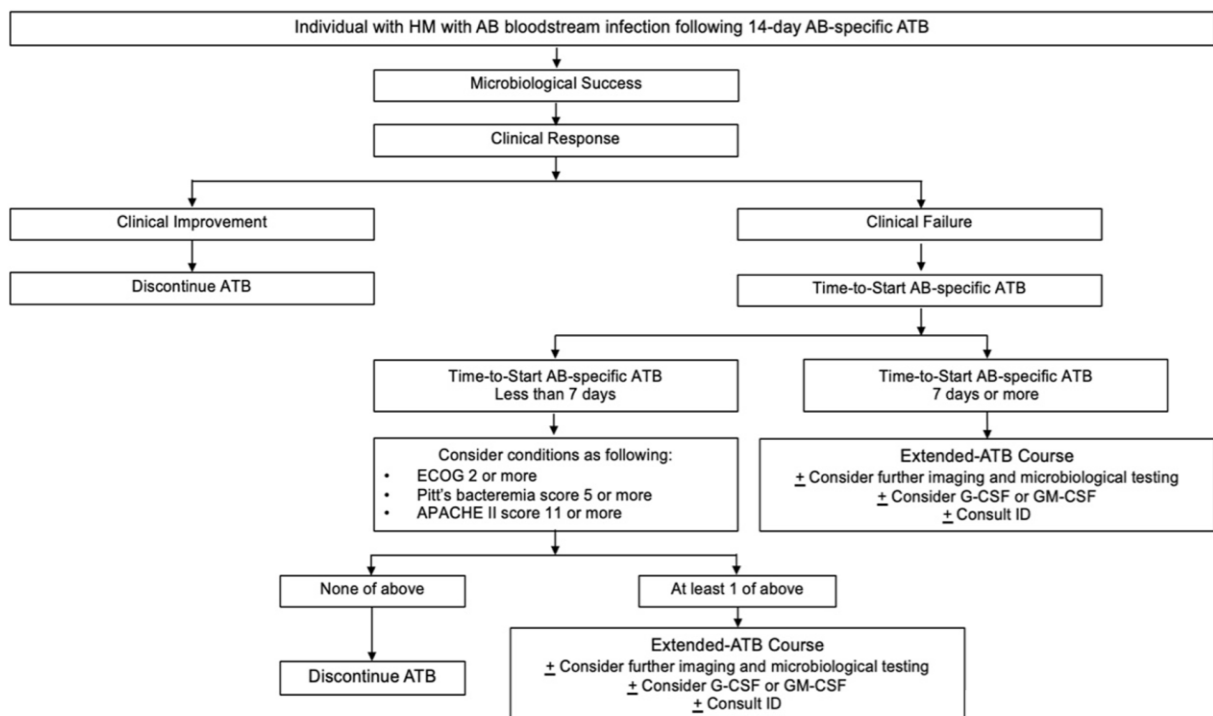 Individual with HM with AB bloodstream infection following 14-day AB-specific ATB
Microbiological Success
Clinical Response
Clinical Improvement
Clinical Failure
Discontinue ATB
Time-to-Start AB-specific ATB
Time-to-Start AB-specific ATB
Less than 7 days
Time-to-Start AB-specific ATB
7 days or more
Consider conditions as following:
• ECOG 2 or more
• Pitt's bacteremia score 5 or more
• APACHE II score 11 or more
Extended-ATB Course
± Consider further imaging and microbiological testing
± Consider G-CSF or GM-CSF
± Consult ID
None of above
At least 1 of above
Discontinue ATB
Extended-ATB Course
± Consider further imaging and microbiological testing
± Consider G-CSF or GM-CSF
± Consult ID